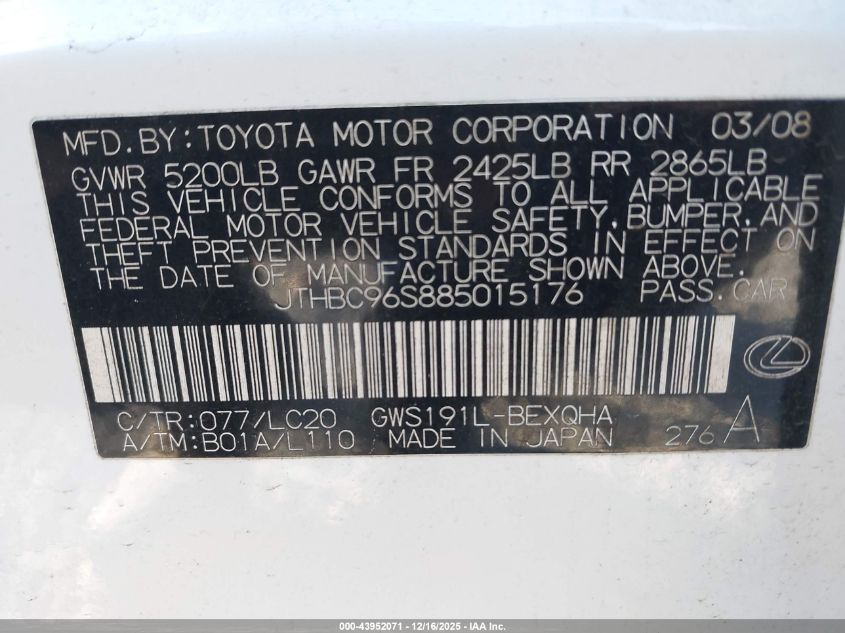 MFD.BY:TOYOTA MOTOR CORPORATION 03/08
GVWR 5200LB GAWR FR 2425LB RR 2865LB
THIS VEHICLE CONFORMS TO ALL APPLICABLE
FEDERAL MOTOR VEHICLE SAFETY,BUMPER,AND
THEFT PREVENTION STANDARDS IN EFFECT ON
THE DATE OF MANUFACTURE SHOWN ABOVE.
JTHBC96S885015176 PASS.CAR
C/TR:077/LC20 GWS191L-BEXQHA
A/TM:B01A/L110 MADE IN JAPAN 276 A
000-43952071 - 12/16/2025 - IAA Inc.